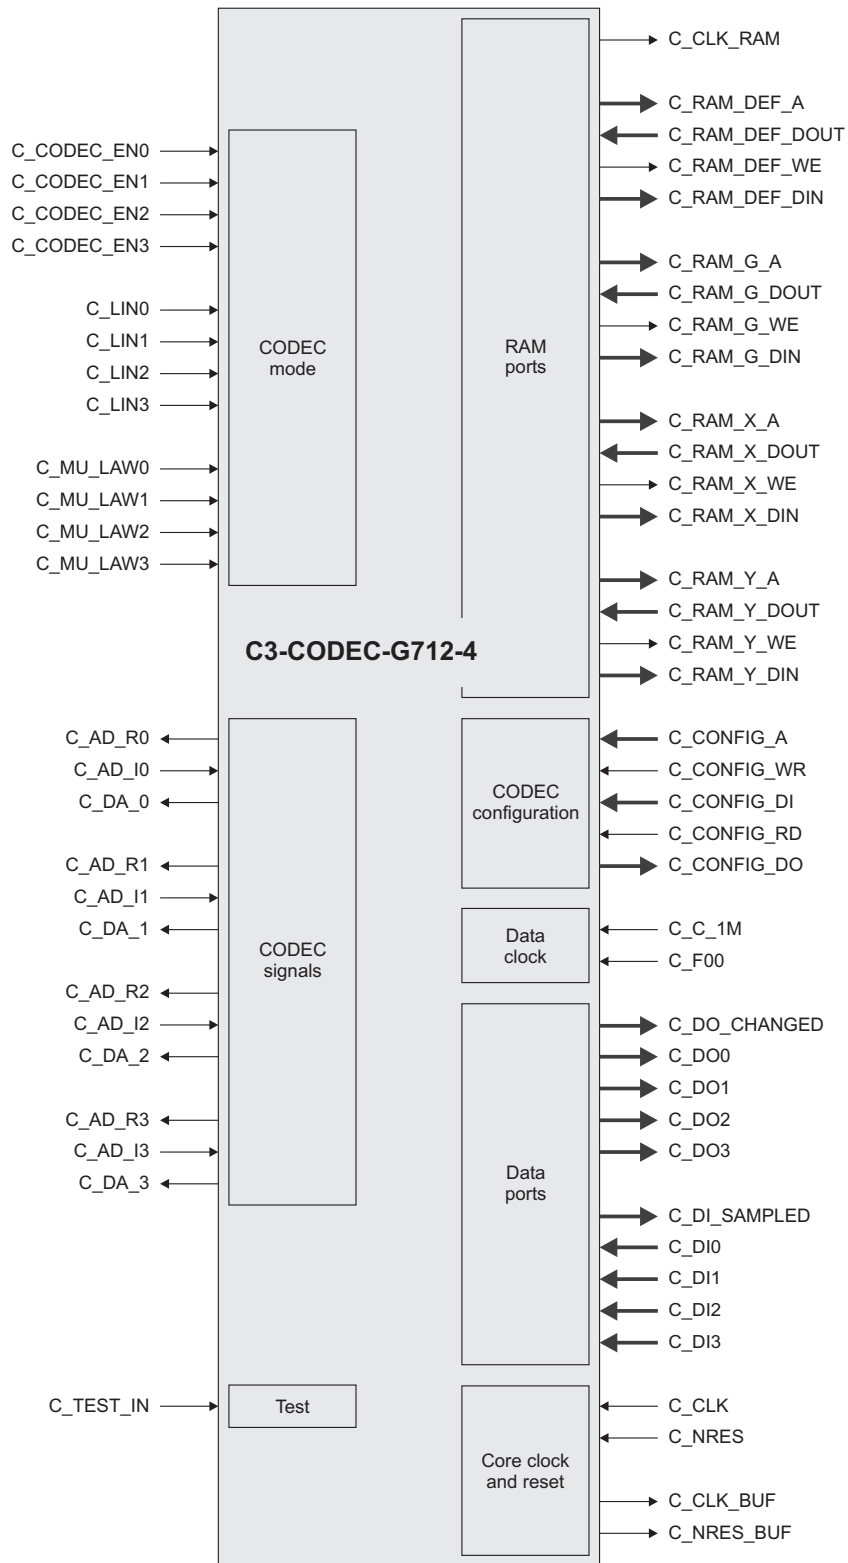 C_CODEC_EN0
C_CODEC_EN1
C_CODEC_EN2
C_CODEC_EN3
C_LIN0
C_LIN1
C_LIN2
C_LIN3
C_MU_LAW0
C_MU_LAW1
C_MU_LAW2
C_MU_LAW3
CODEC
mode
RAM
ports
C_CLK_RAM
C_RAM_DEF_A
C_RAM_DEF_DOUT
C_RAM_DEF_WE
C_RAM_DEF_DIN
C_RAM_G_A
C_RAM_G_DOUT
C_RAM_G_WE
C_RAM_G_DIN
C_RAM_X_A
C_RAM_X_DOUT
C_RAM_X_WE
C_RAM_X_DIN
C_RAM_Y_A
C_RAM_Y_DOUT
C_RAM_Y_WE
C_RAM_Y_DIN
C3-CODEC-G712-4
C_AD_R0
C_AD_I0
C_DA_0
C_AD_R1
C_AD_I1
C_DA_1
C_AD_R2
C_AD_I2
C_DA_2
C_AD_R3
C_AD_I3
C_DA_3
CODEC
signals
CODEC
configuration
C_CONFIG_A
C_CONFIG_WR
C_CONFIG_DI
C_CONFIG_RD
C_CONFIG_DO
Data
clock
C_C_1M
C_F00
Data
ports
C_DO_CHANGED
C_DO0
C_DO1
C_DO2
C_DO3
C_DI_SAMPLED
C_DI0
C_DI1
C_DI2
C_DI3
C_TEST_IN
Test
Core clock
and reset
C_CLK
C_NRES
C_CLK_BUF
C_NRES_BUF